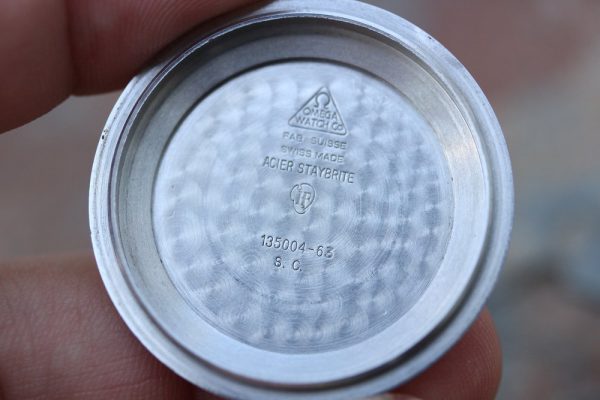 Ω
OMEGA
WATCH Co
FAB. SUISSE
SWISS MADE
ACIER STAYBRITE
135004-63
S. C.